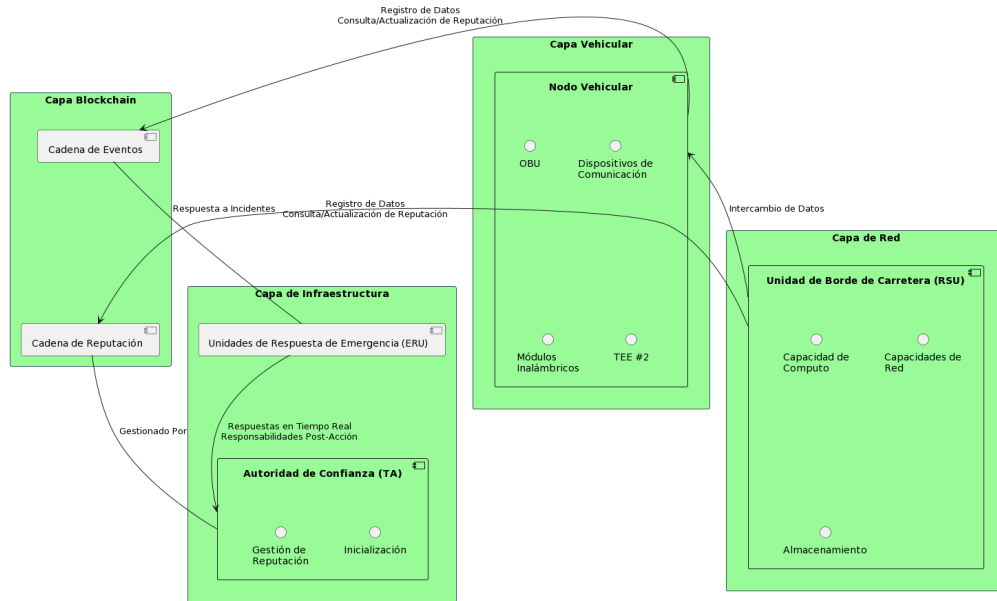 Registro de Datos
Consulta/Actualización de Reputación
Capa Vehicular
Nodo Vehicular
OBU
Dispositivos de
Comunicación
Módulos
Inalámbricos
TEE #2
Capa Blockchain
Cadena de Eventos
Cadena de Reputación
Respuesta a Incidentes
Registro de Datos
Consulta/Actualización de Reputación
Intercambio de Datos
Capa de Red
Unidad de Borde de Carretera (RSU)
Capacidad de
Computo
Capacidades de
Red
Almacenamiento
Capa de Infraestructura
Unidades de Respuesta de Emergencia (ERU)
Gestionado Por
Respuestas en Tiempo Real
Responsabilidades Post-Acción
Autoridad de Confianza (TA)
Gestión de
Reputación
Inicialización